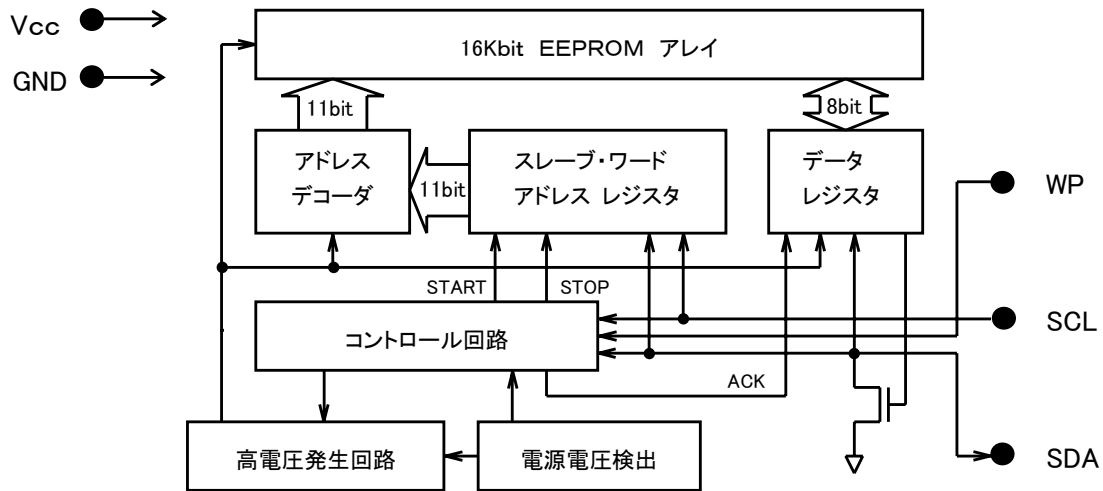 Vcc
GND
16Kbit EEPROM アレイ
11bit
8bit
アドレス
デコーダ
11bit
スレーブ・ワード
アドレス レジスタ
データ
レジスタ
WP
START
STOP
コントロール回路
SCL
ACK
高電圧発生回路
電源電圧検出
SDA